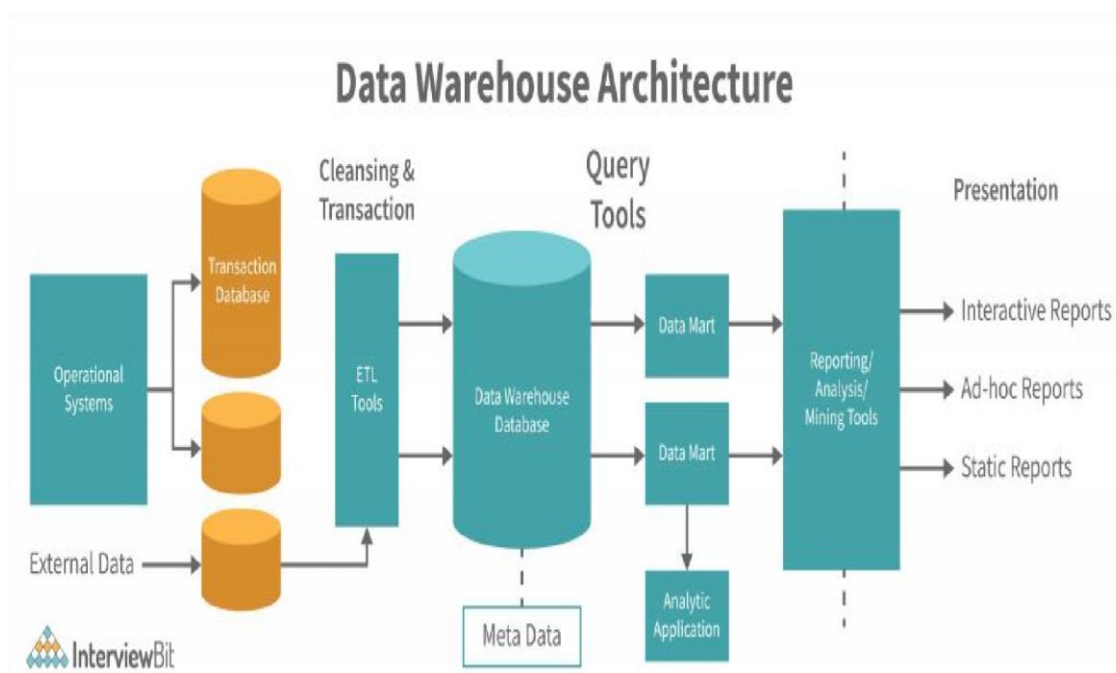 Data Warehouse Architecture
Cleansing &
Transaction
Query
Tools
Presentation
Transaction
Database
Operational
Systems
ETL
Tools
Data Warehouse
Database
Data Mart
Data Mart
Reporting/
Analysis/
Mining Tools
Interactive Reports
Ad-hoc Reports
Static Reports
External Data
Meta Data
Analytic
Application
InterviewBit